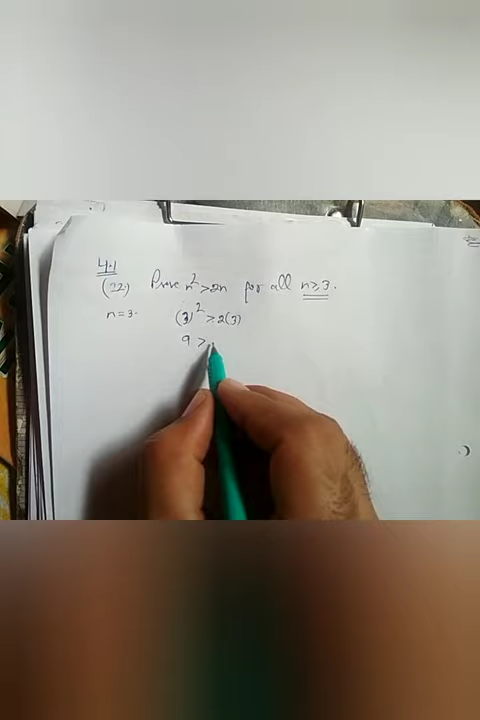 4.1
(22) Prove n² > 2n for all n ≥ 3.
n = 3. (3)² > 2(3)
9 >